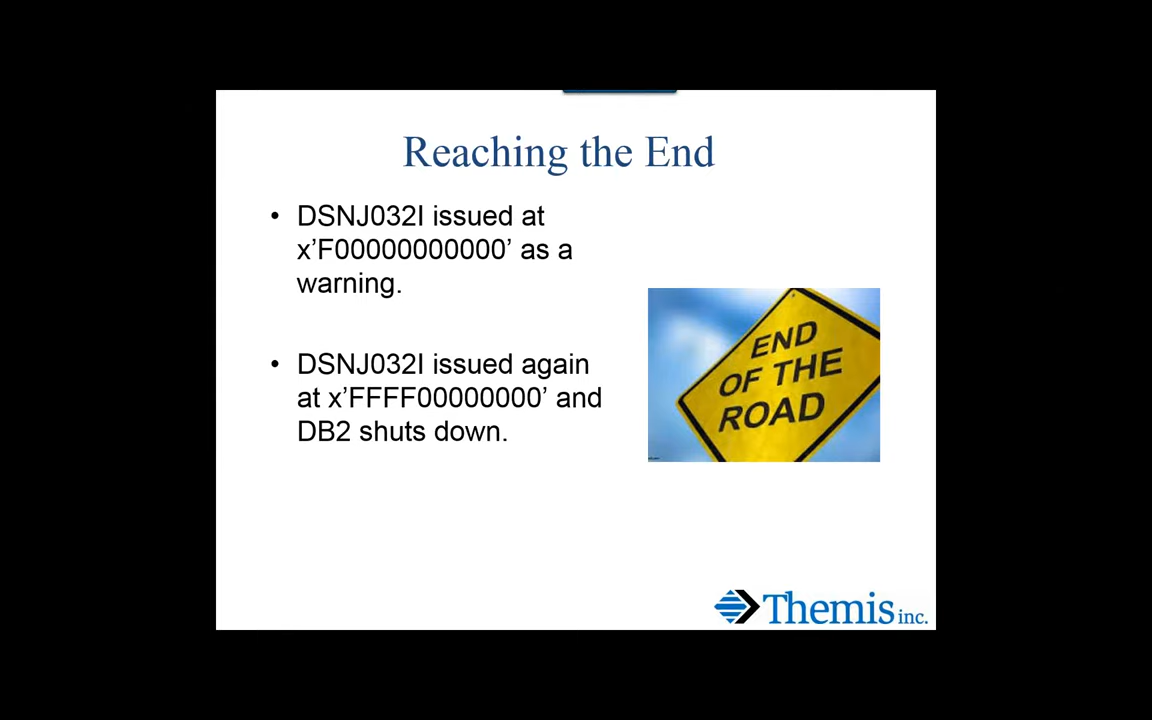 Reaching the End
• DSNJ032I issued at
x’F00000000000’ as a
warning.
• DSNJ032I issued again
at x’FFFF00000000’ and
DB2 shuts down.
END
OF THE
ROAD
Themis inc.